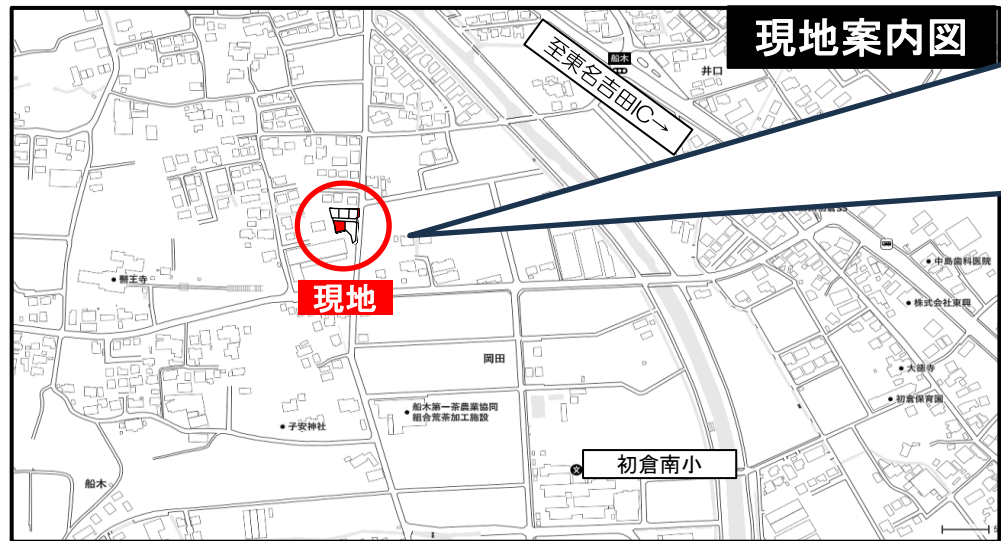 現地案内図
至東名吉田IC→
船木
井口
中島歯科医院
醫王寺
現地
株式会社東興
岡田
大徳寺
初倉保育園
船木第一茶農業協同
組合荒茶加工施設
子安神社
初倉南小
船木